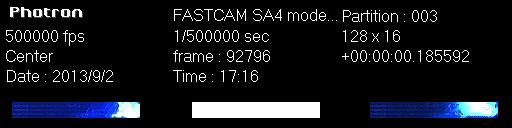 Photron
500000 fps
Center
Date : 2013/9/2
FASTCAM SA4 mode...
1/500000 sec
frame : 92796
Time : 17:16
Partition : 003
128 x 16
+00:00:00.185592